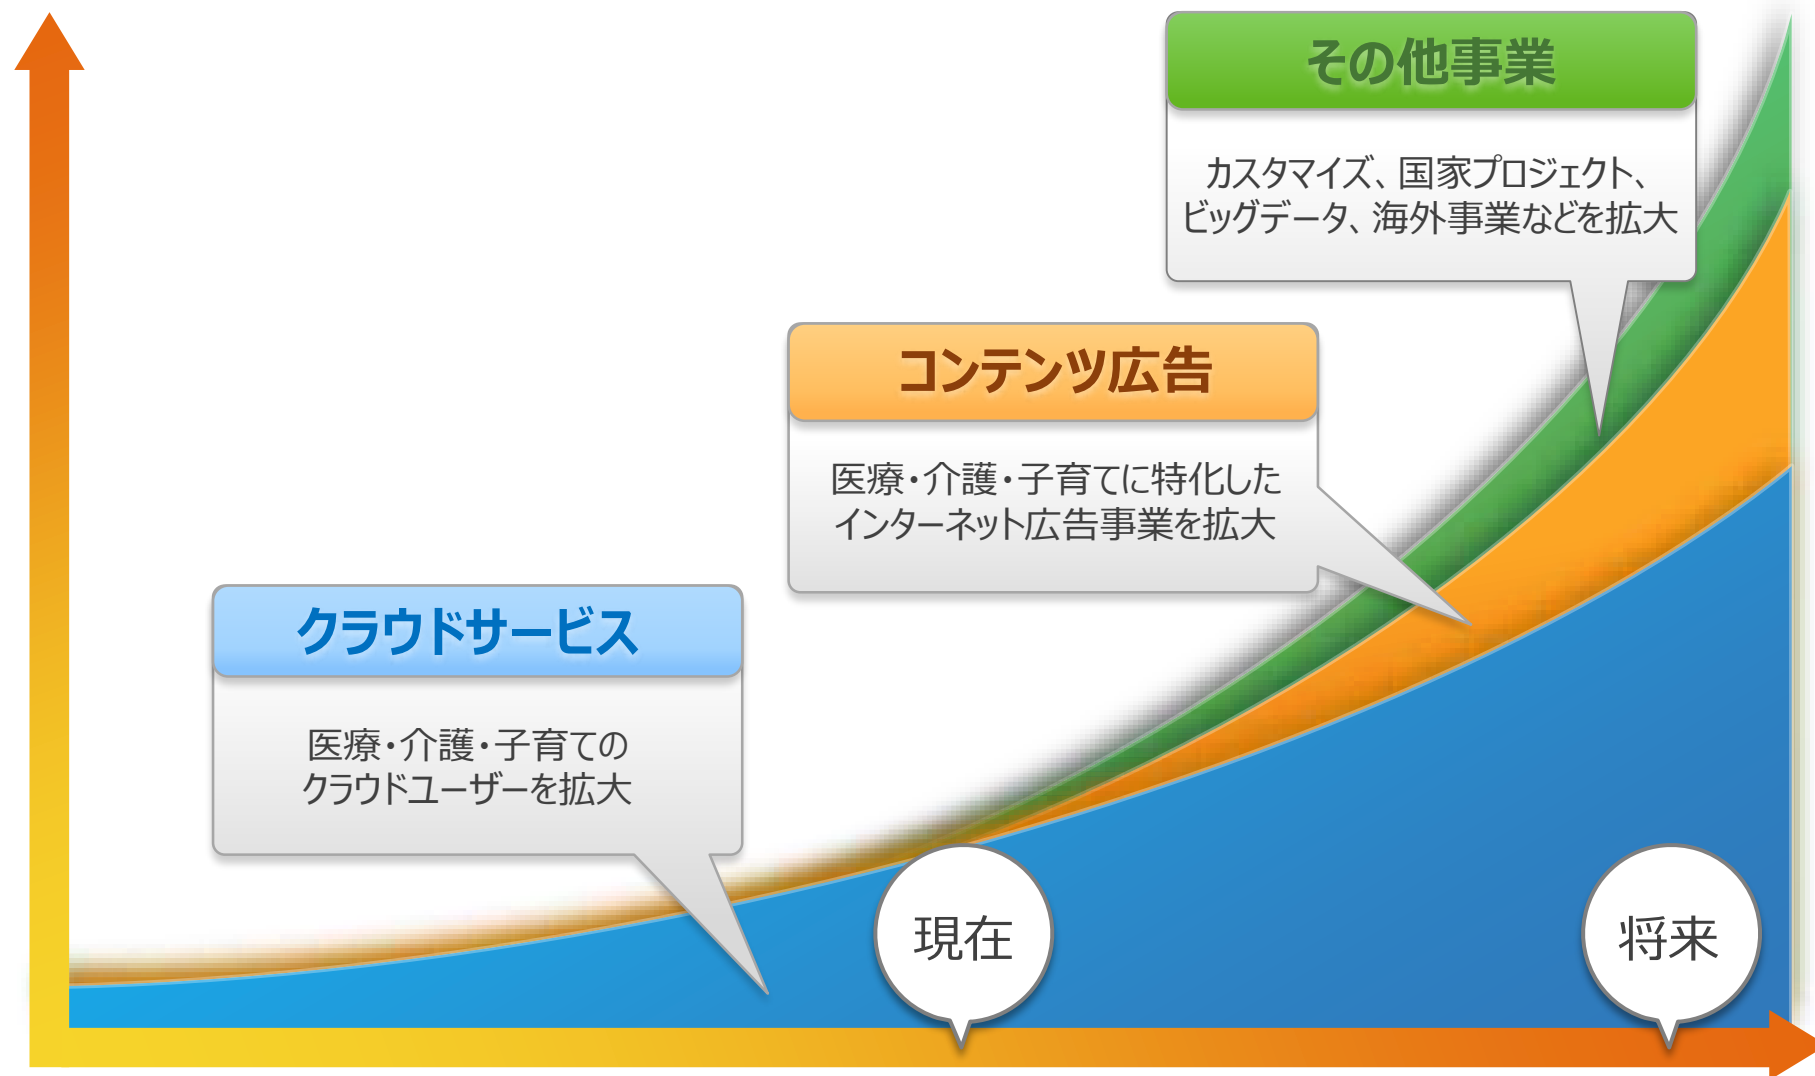 その他事業
カスタマイズ、国家プロジェクト、
ビッグデータ、海外事業などを拡大
コンテンツ広告
医療・介護・子育てに特化した
インターネット広告事業を拡大
クラウドサービス
医療・介護・子育ての
クラウドユーザーを拡大
現在
将来